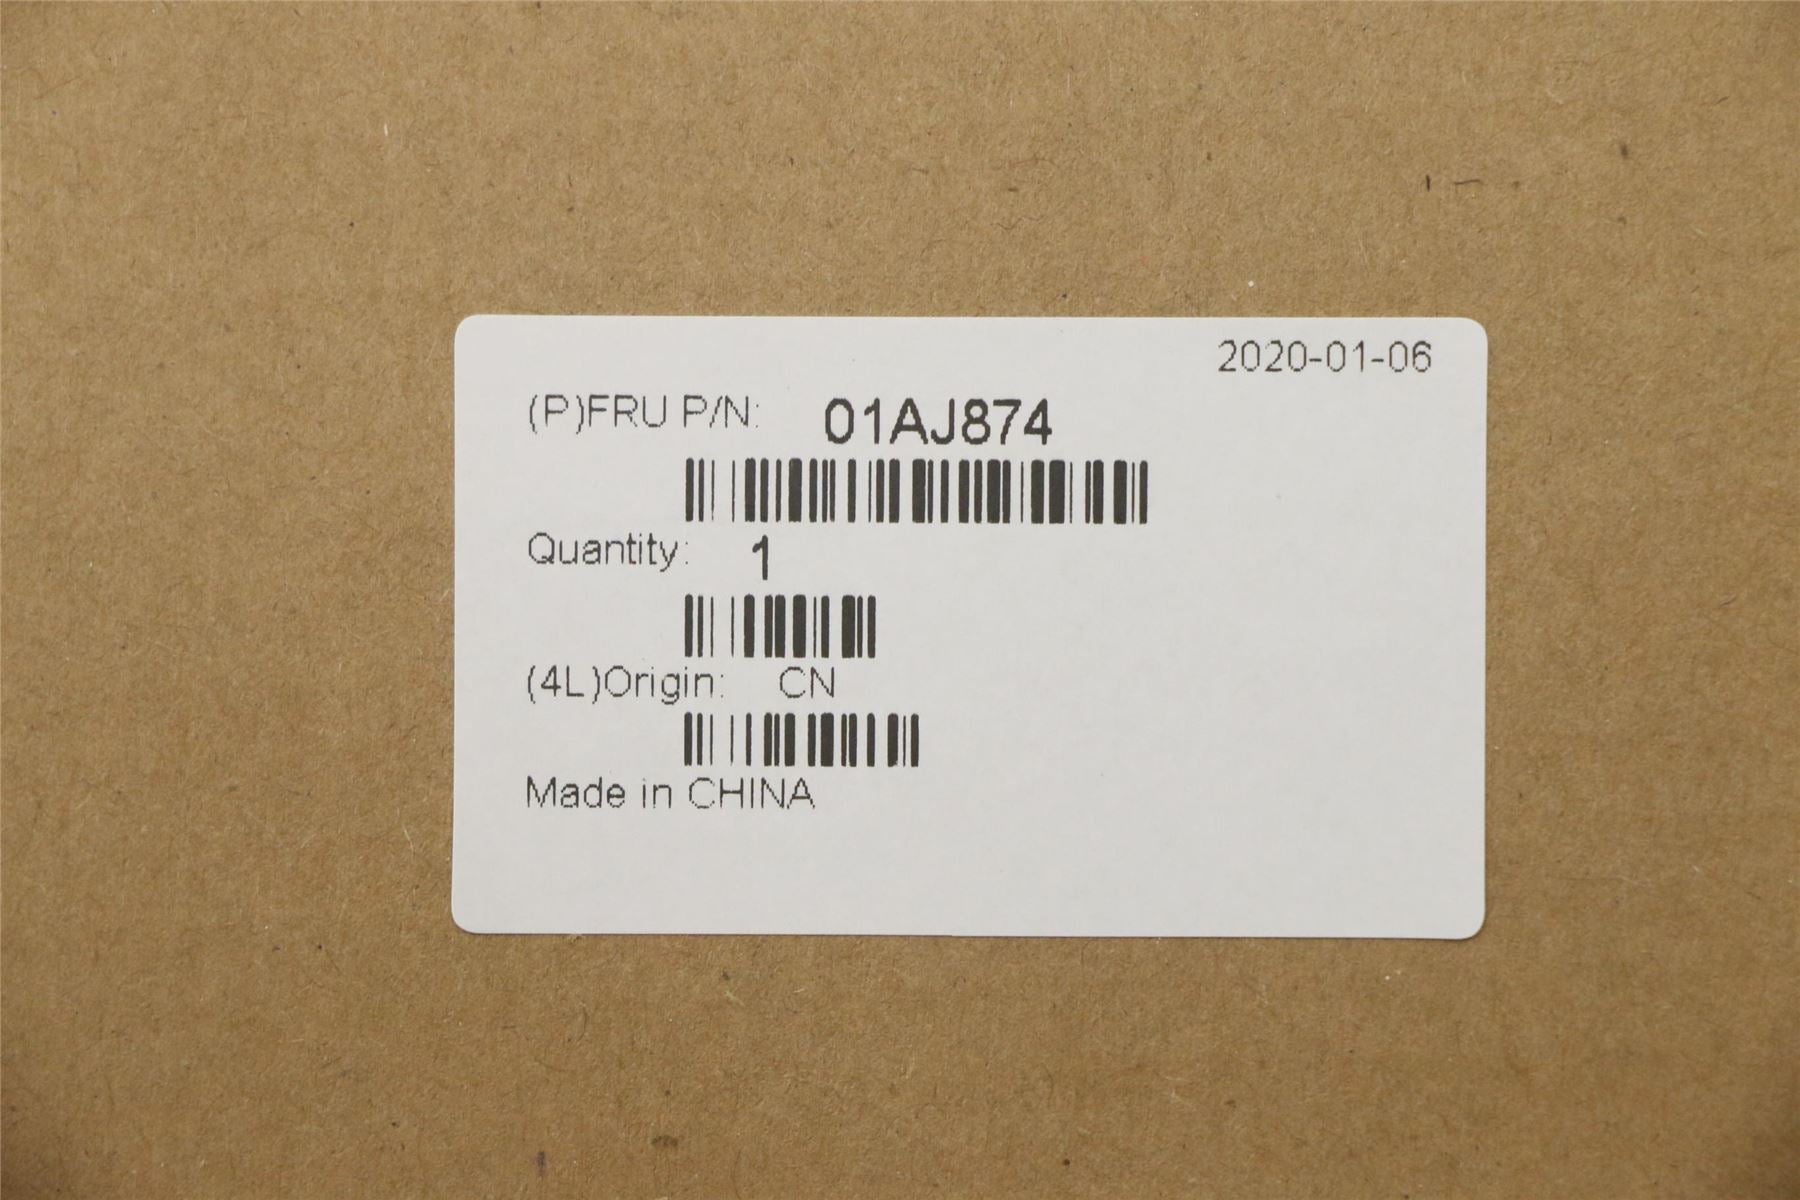 2020-01-06
(P)FRU P/N: 01AJ874
Quantity: 1
(4L)Origin: CN
Made in CHINA